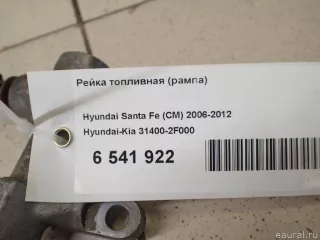 Рейка топливная (рампа)
Hyundai Santa Fe (CM) 2006-2012
Hyundai-Kia 31400-2F000
6 541 922
eaural.ru